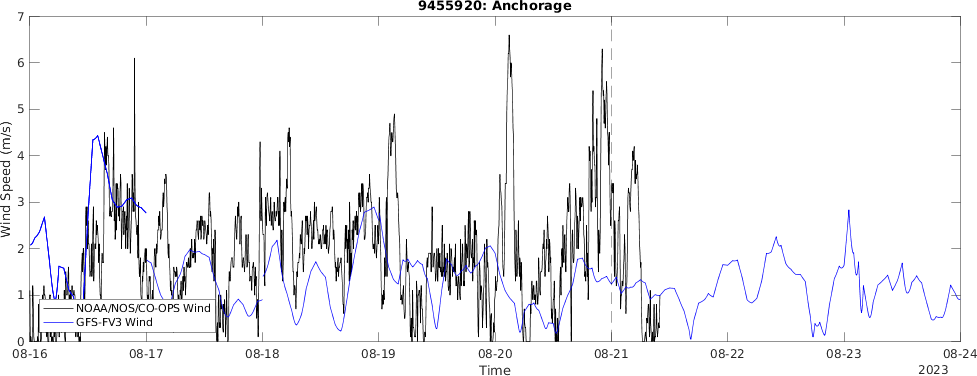 9455920: Anchorage
Wind Speed (m/s)
7
6
5
4
3
2
1
0
NOAA/NOS/CO-OPS Wind
GFS-FV3 Wind
08-16 08-17 08-18 08-19 08-20 08-21 08-22 08-23 08-24
Time
2023